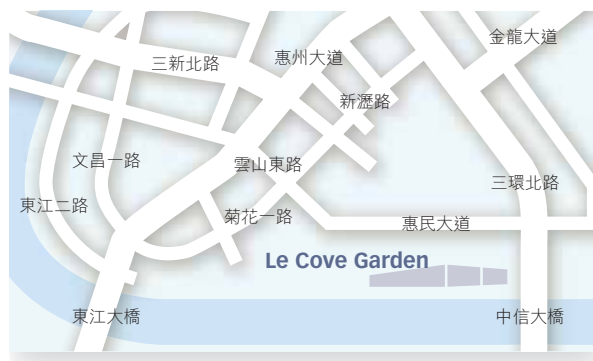 金龍大道
惠州大道
三新北路
新瀝路
文昌一路
雲山東路
三環北路
東江二路
菊花一路
惠民大道
Le Cove Garden
東江大橋
中信大橋